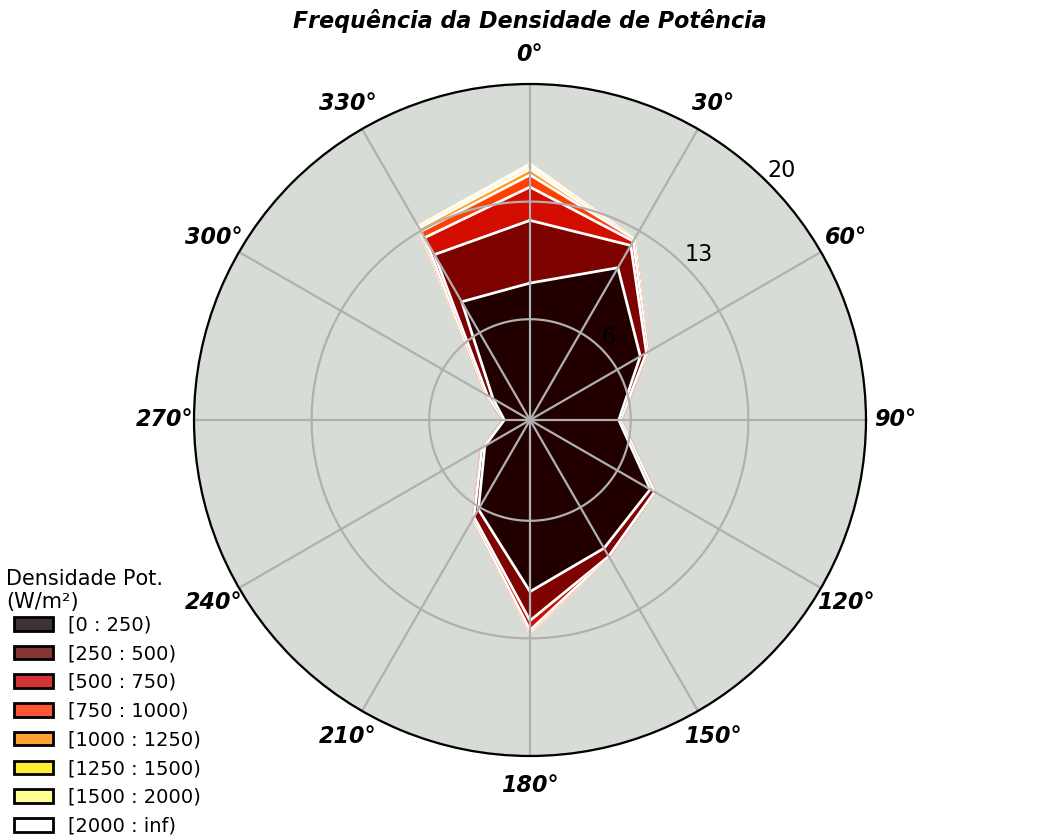 Frequência da Densidade de Potência
0°
330°
30°
20
300°
60°
13
6
270°
90°
Densidade Pot.
(W/m²)
240°
120°
[0 : 250)
[250 : 500)
[500 : 750)
[750 : 1000)
210°
150°
[1000 : 1250)
[1250 : 1500)
180°
[1500 : 2000)
[2000 : inf)